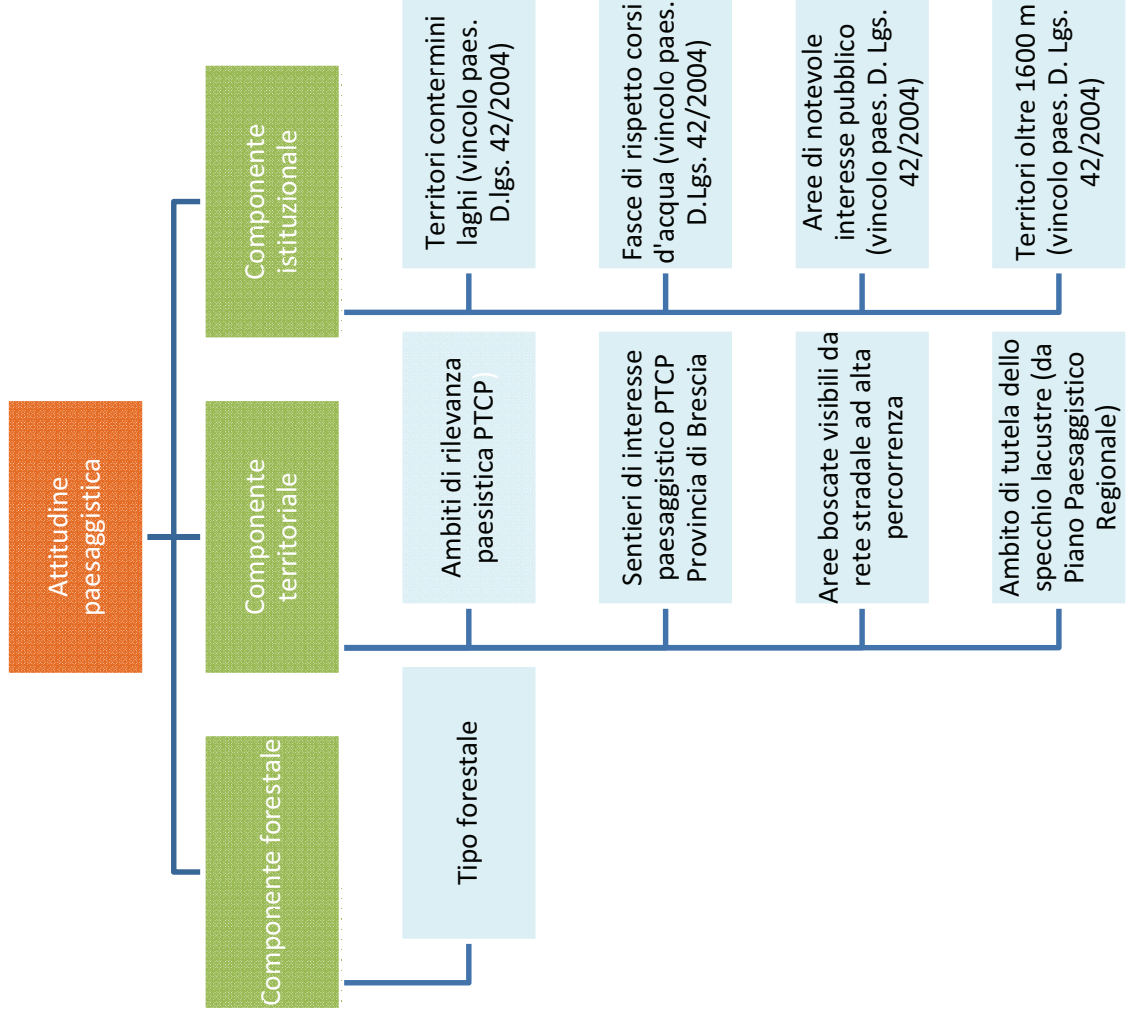 Attitudine
paesaggistica
Componente forestale
Tipo forestale
Componente
territoriale
Ambiti di rilevanza
paesistica PTCP)
Sentieri di interesse
paesaggistico PTCP
Provincia di Brescia
Aree boscate visibili da
rete stradale ad alta
percorrenza
Ambito di tutela dello
specchio lacustre (da
Piano Paesaggistico
Regionale)
Componente
istituzionale
Territori contermini
laghi (vincolo paes.
D.lgs. 42/2004)
Fasce di rispetto corsi
d'acqua (vincolo paes.
D.Lgs. 42/2004)
Aree di notevole
interesse pubblico
(vincolo paes. D. Lgs.
42/2004)
Territori oltre 1600 m
(vincolo paes. D. Lgs.
42/2004)